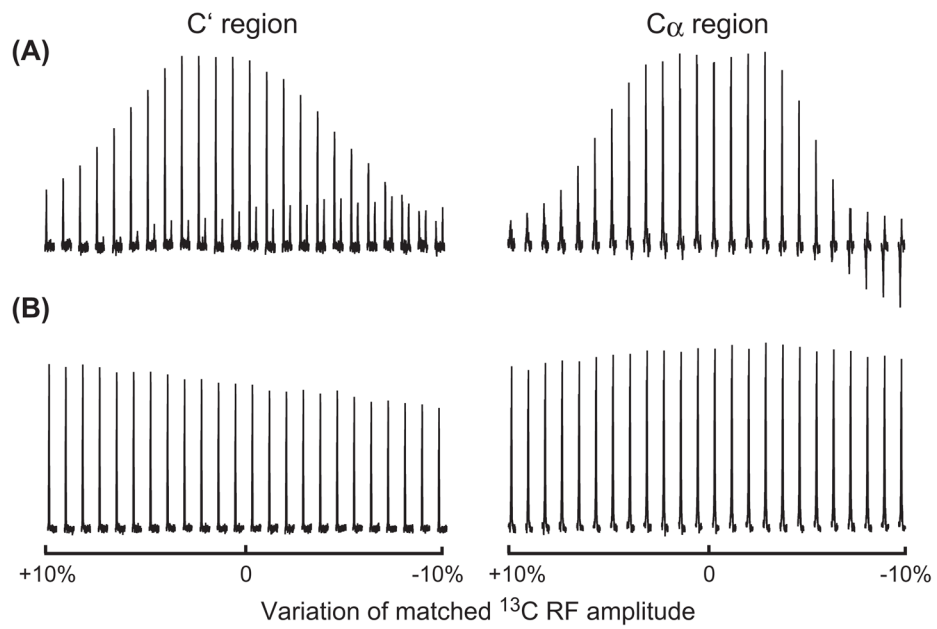 C‘ region
Cα region
(A)
(B)
+10% 0 -10%
+10% 0 -10%
Variation of matched ¹³C RF amplitude